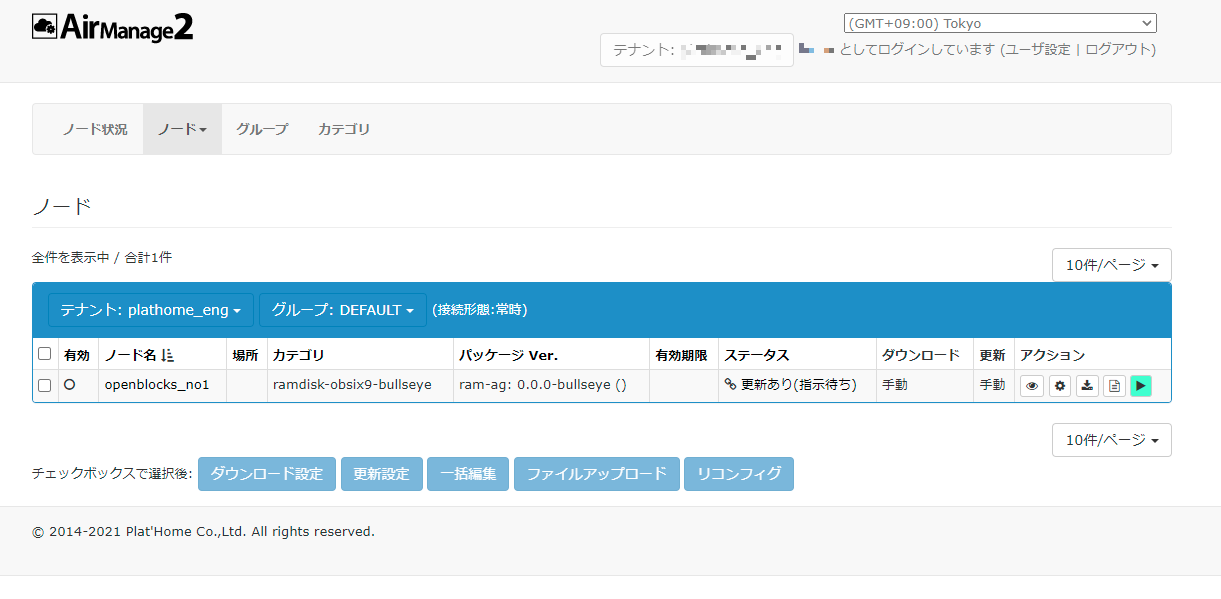 AirManage2
(GMT+09:00) Tokyo
テナント:
としてログインしています (ユーザ設定 | ログアウト)
ノード状況 ノード グループ カテゴリ
ノード
全件を表示中 / 合計1件
10件/ページ
テナント: plathome_eng グループ: DEFAULT (接続形態:常時)
有効 ノード名 場所 カテゴリ パッケージ Ver. 有効期限 ステータス ダウンロード 更新 アクション
openblocks_no1 ramdisk-obsix9-bullseye ram-ag: 0.0.0-bullseye () 更新あり(指示待ち) 手動 手動
10件/ページ
チェックボックスで選択後: ダウンロード設定 更新設定 一括編集 ファイルアップロード リコンフィグ
© 2014-2021 Plat'Home Co.,Ltd. All rights reserved.